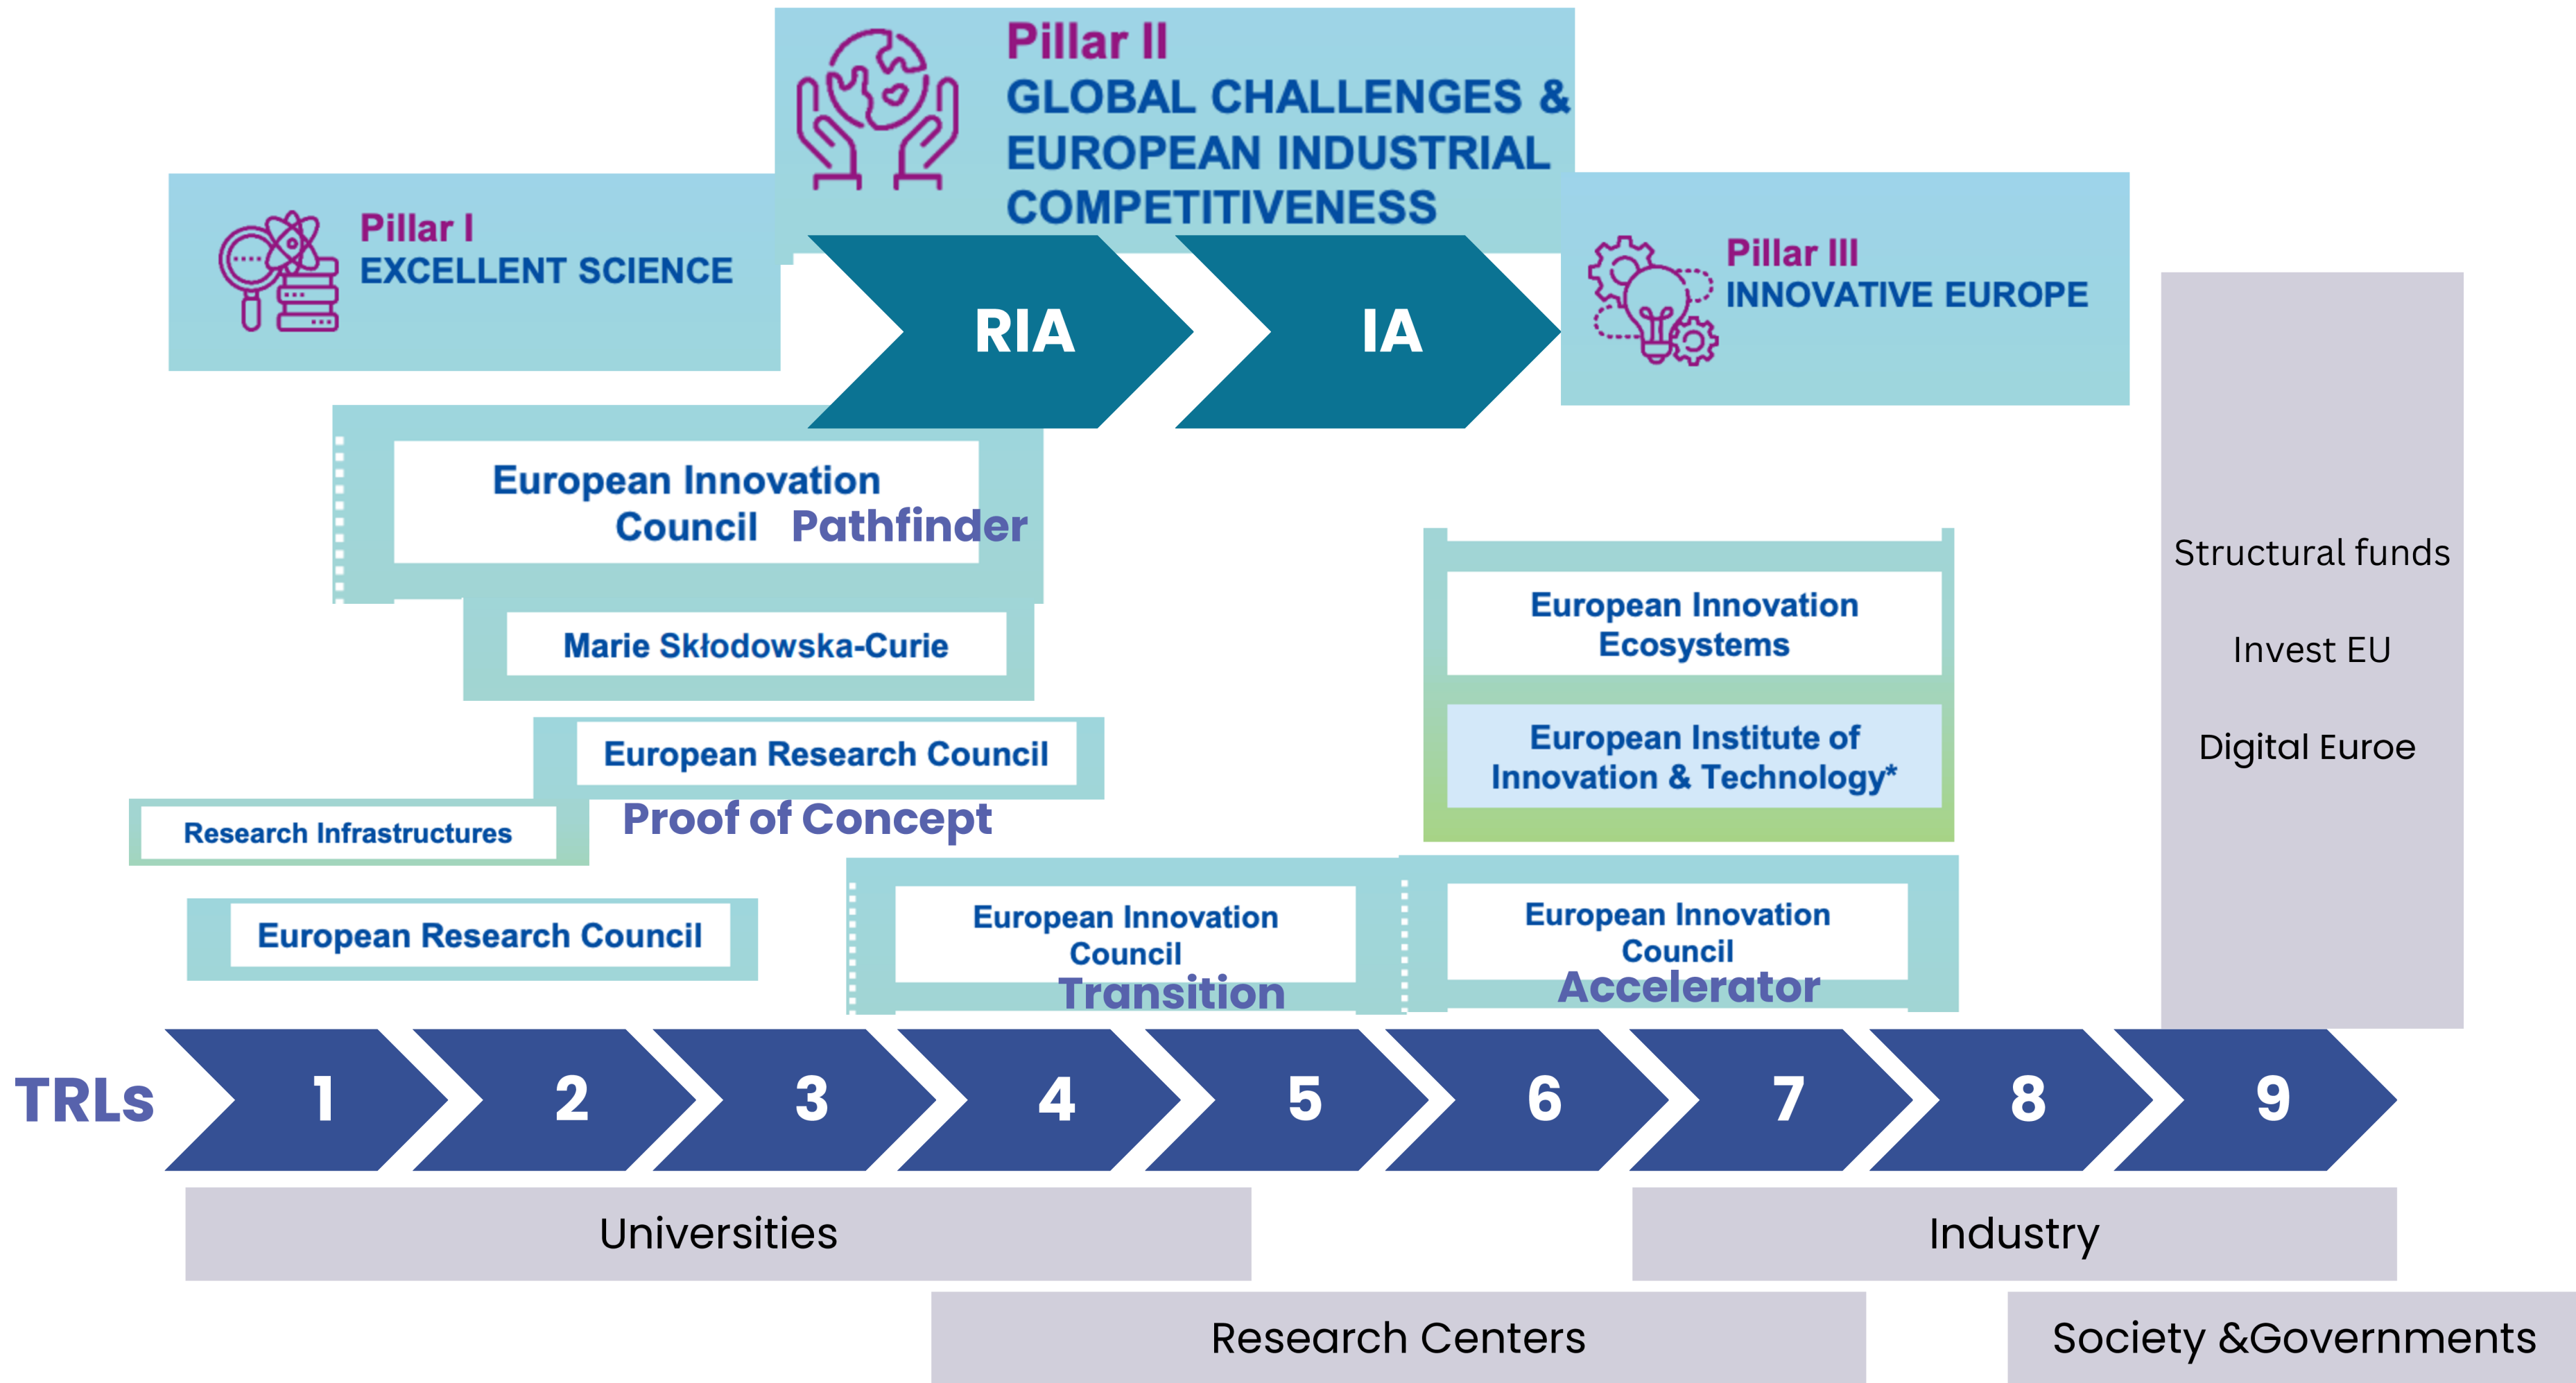 Pillar II
GLOBAL CHALLENGES &
EUROPEAN INDUSTRIAL
COMPETITIVENESS
Pillar I
EXCELLENT SCIENCE
Pillar III
INNOVATIVE EUROPE
RIA
IA
European Innovation
Council Pathfinder
Marie Skłodowska-Curie
European Research Council
Proof of Concept
Research Infrastructures
European Research Council
European Innovation
Council
Transition
European Innovation
Ecosystems
European Institute of
Innovation & Technology*
European Innovation
Council
Accelerator
Structural funds
Invest EU
Digital Euroe
TRLs
1
2
3
4
5
6
7
8
9
Universities
Industry
Research Centers
Society &Governments